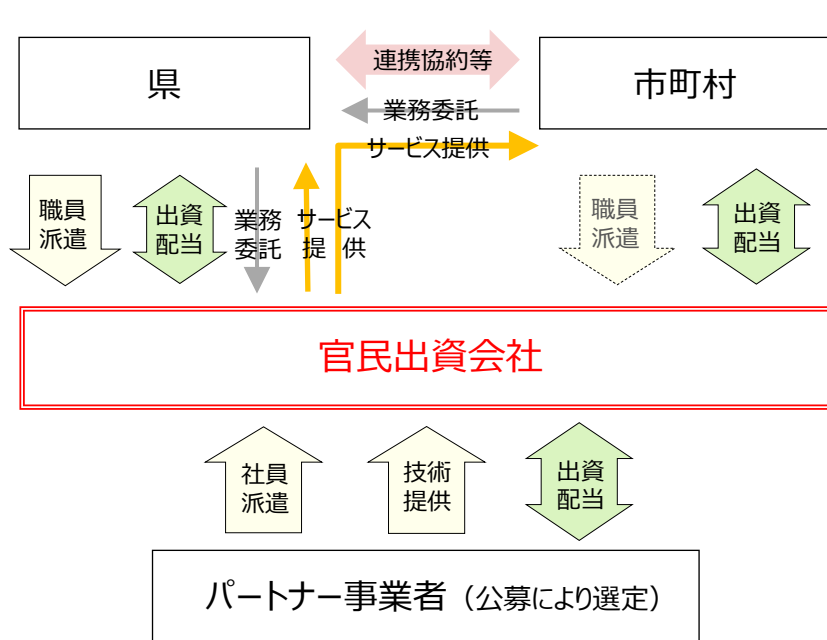 県
連携協約等
市町村
業務委託
サービス提供
職員
派遣
出資
配当
業務
委託
サービス
提 供
職員
派遣
出資
配当
官民出資会社
社員
派遣
技術
提供
出資
配当
パートナー事業者（公募により選定）